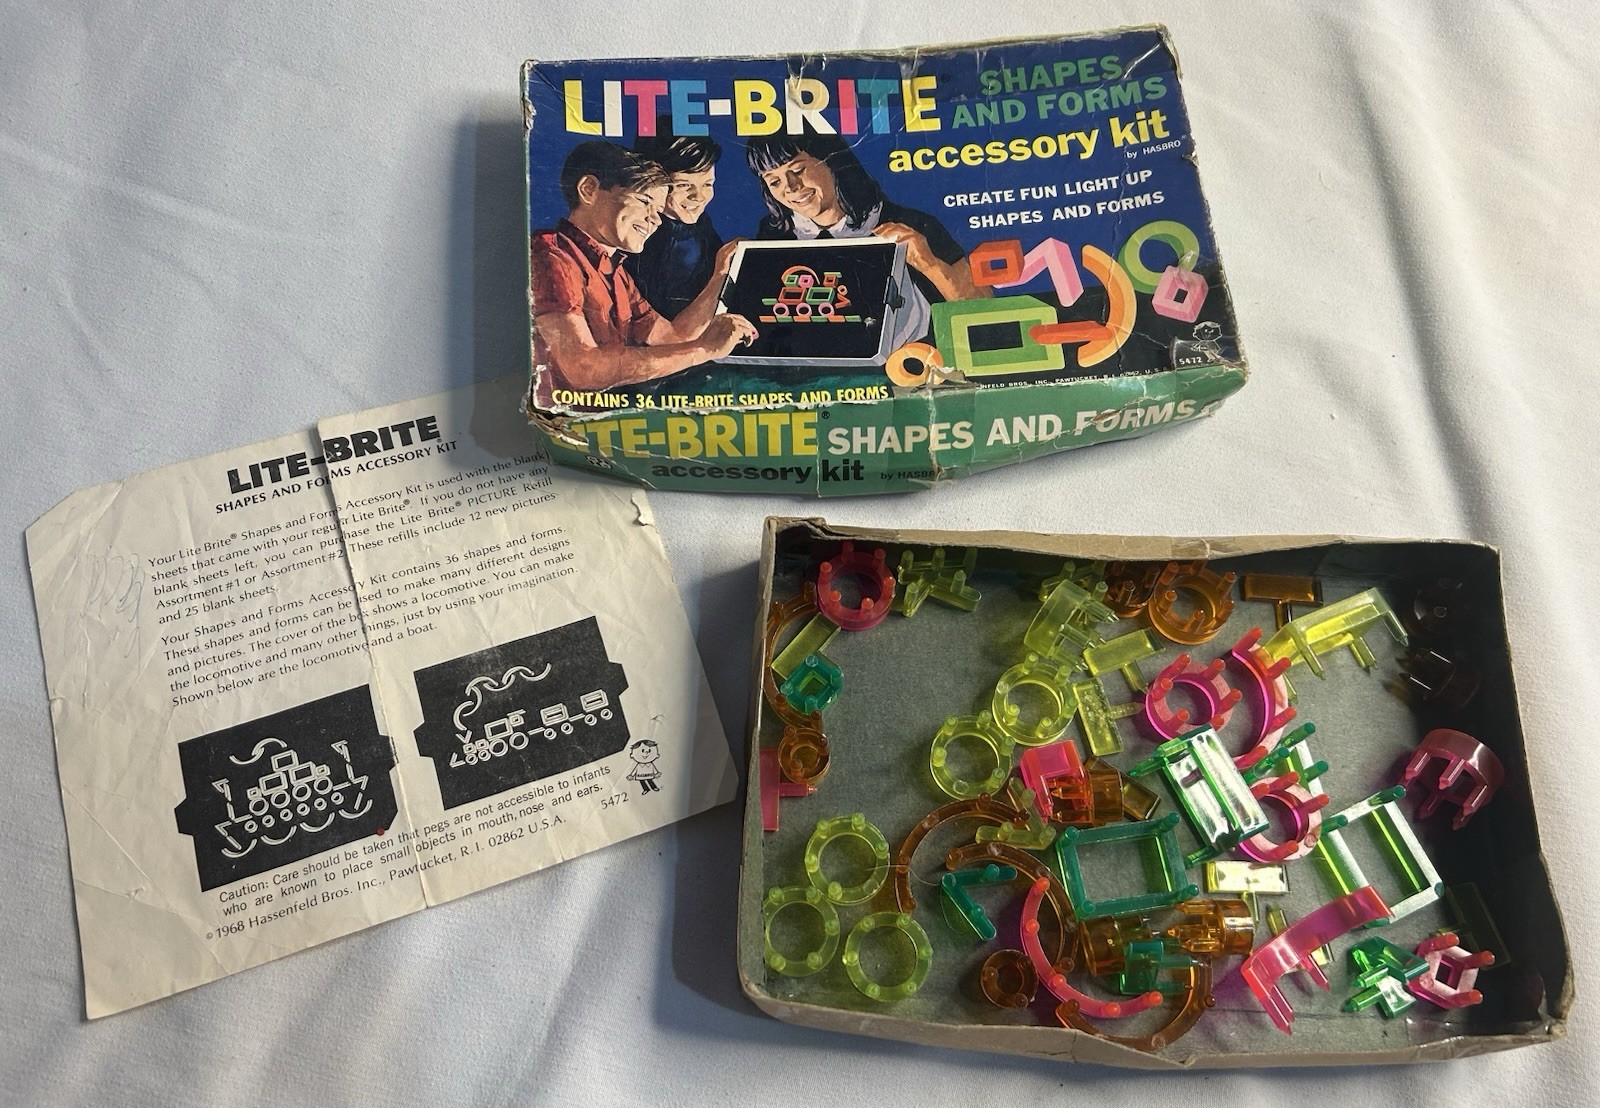 LITE-BRITE®
SHAPES
AND FORMS
accessory kit
by HASBRO®
CREATE FUN LIGHT UP
SHAPES AND FORMS
5472
NFELD BROS., INC., PAWTUCKET, R.I. 02862, U.S.
CONTAINS 36 LITE-BRITE SHAPES AND FORMS
ITE-BRITE® SHAPES AND FORMS
accessory kit by HASBR
LITE-BRITE®
SHAPES AND FORMS ACCESSORY KIT
Your Lite Brite® Shapes and Forms Accessory Kit is used with the blank
sheets that came with your regular Lite Brite®. If you do not have any
blank sheets left, you can purchase the Lite Brite® PICTURE Refill
Assortment #1 or Assortment #2. These refills include 12 new pictures
and 25 blank sheets.
Your Shapes and Forms Accessory Kit contains 36 shapes and forms.
These shapes and forms can be used to make many different designs
and pictures. The cover of the box shows a locomotive. You can make
the locomotive and many other things, just by using your imagination.
Shown below are the locomotive and a boat.
HASBRO
5472
Caution: Care should be taken that pegs are not accessible to infants
who are known to place small objects in mouth, nose and ears.
© 1968 Hassenfeld Bros. Inc., Pawtucket, R.I. 02862 U.S.A.